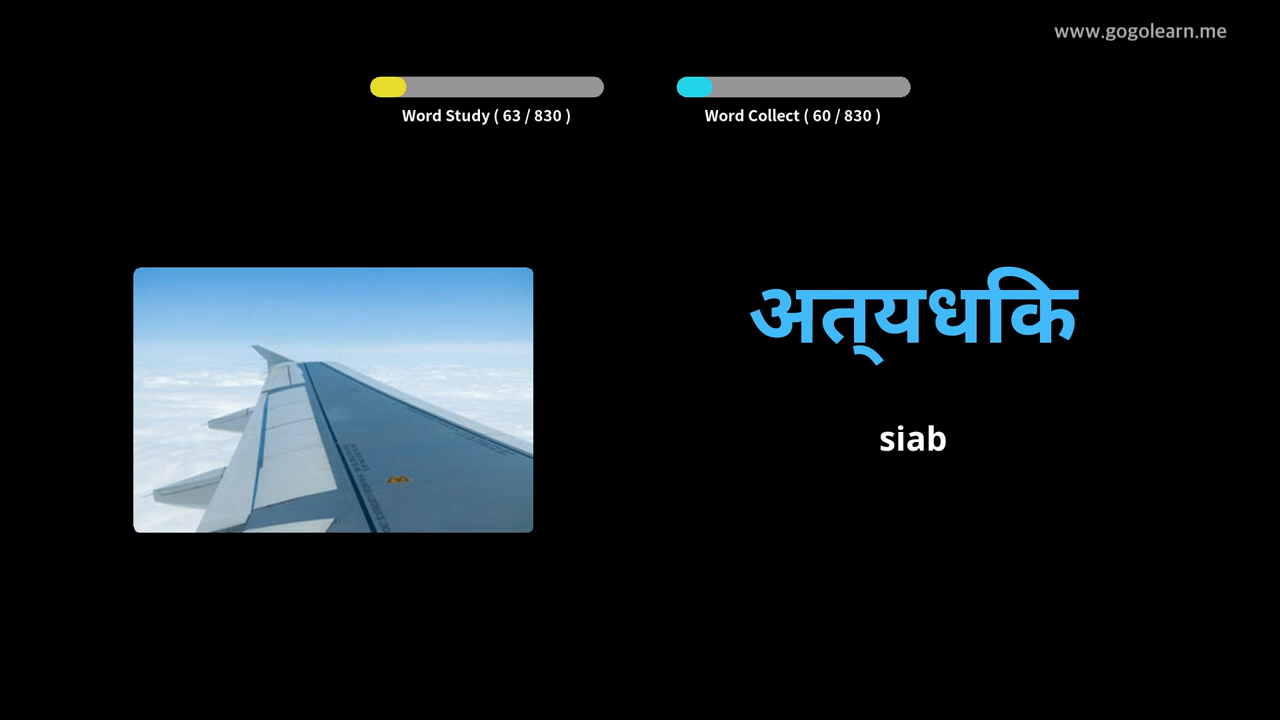 www.gogolearn.me
Word Study ( 63 / 830 )
Word Collect ( 60 / 830 )
अत्‌यधकि
siab